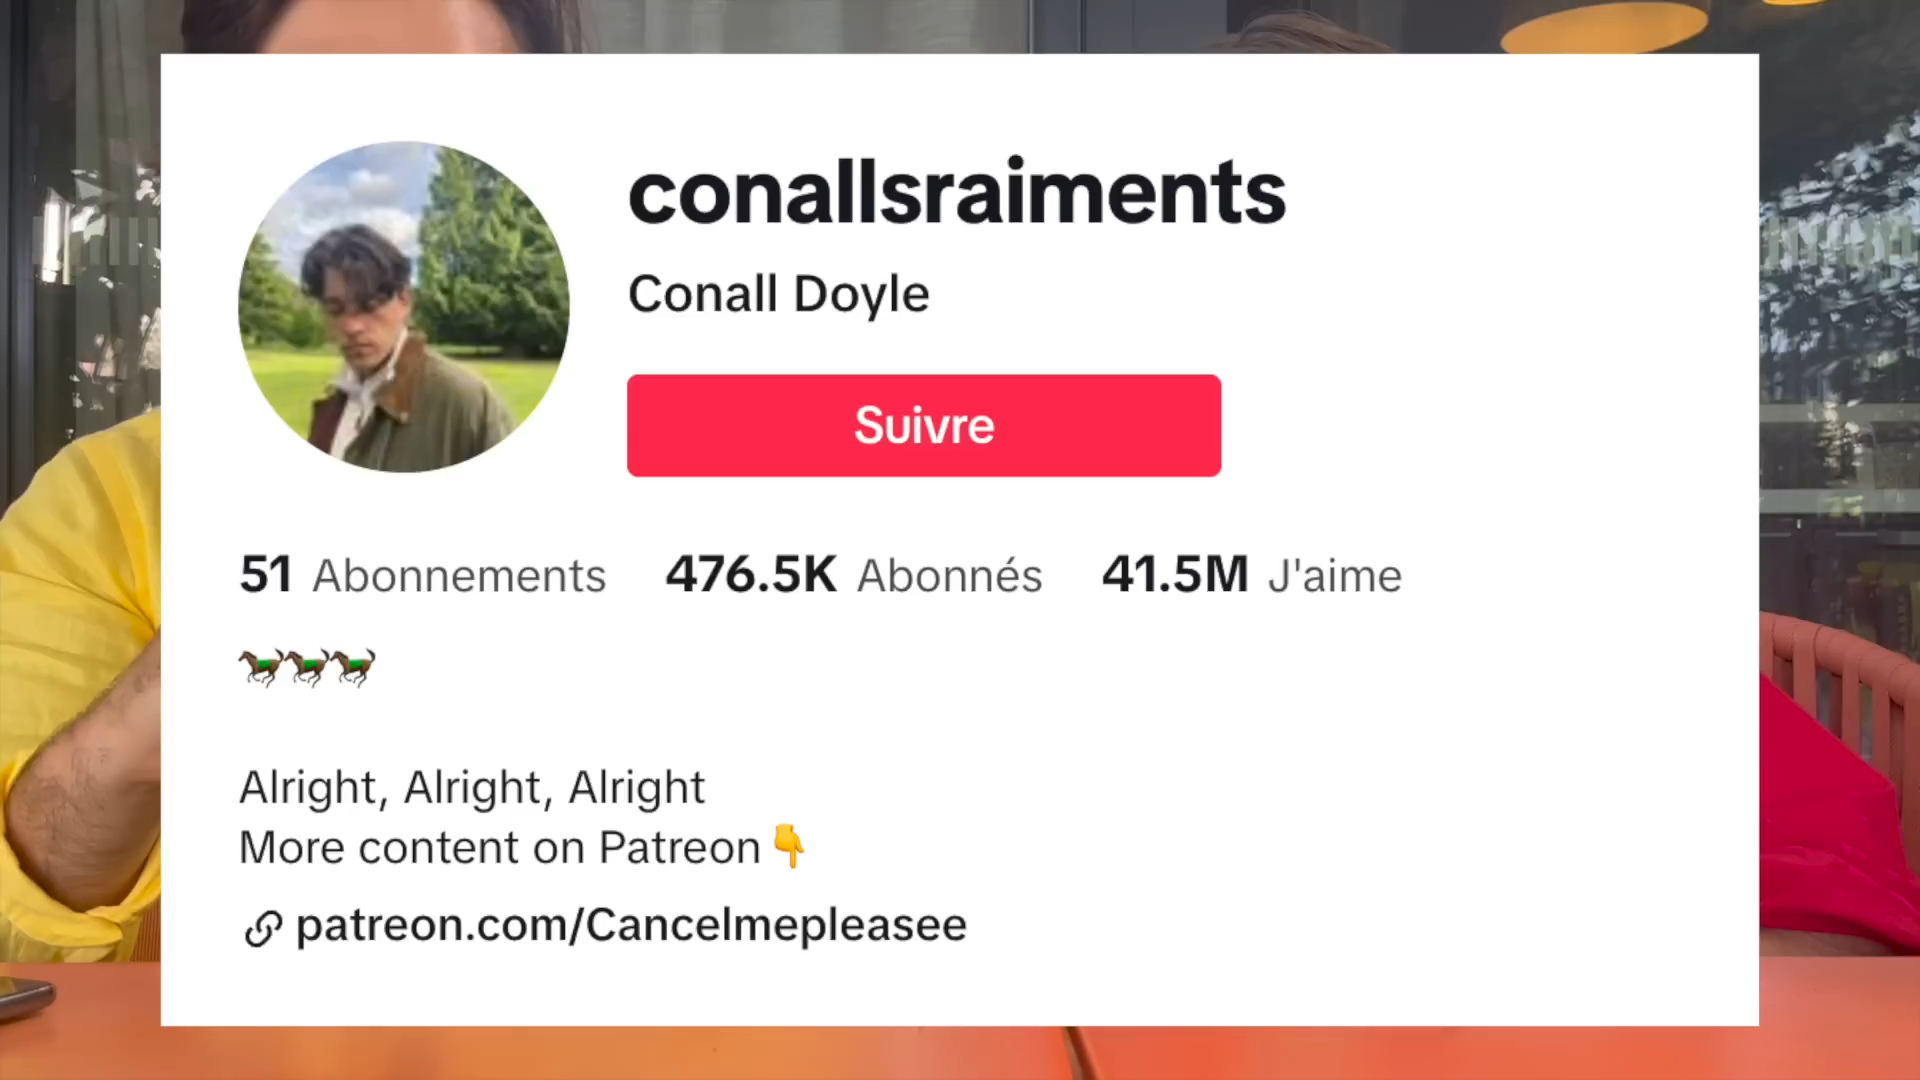 conallsraiments
Conall Doyle
Suivre
51 Abonnements 476.5K Abonnés 41.5M J'aime
🐎🐎🐎
Alright, Alright, Alright
More content on Patreon👇
patreon.com/Cancelmepleasee